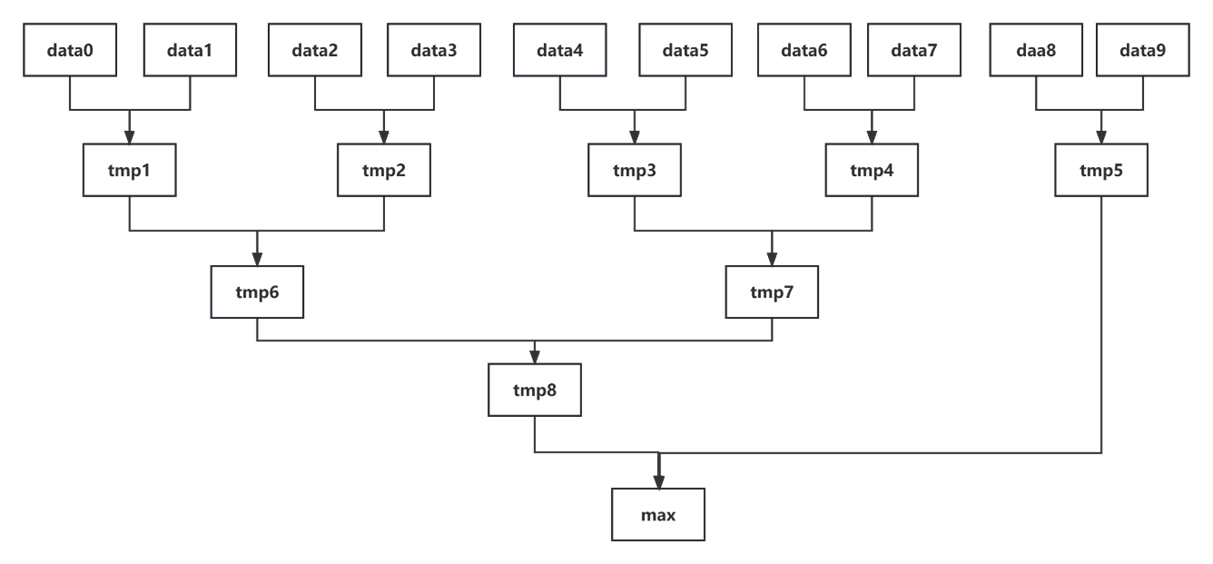 data0 data1 data2 data3 data4 data5 data6 data7 daa8 data9
tmp1 tmp2 tmp3 tmp4 tmp5
tmp6 tmp7
tmp8
max